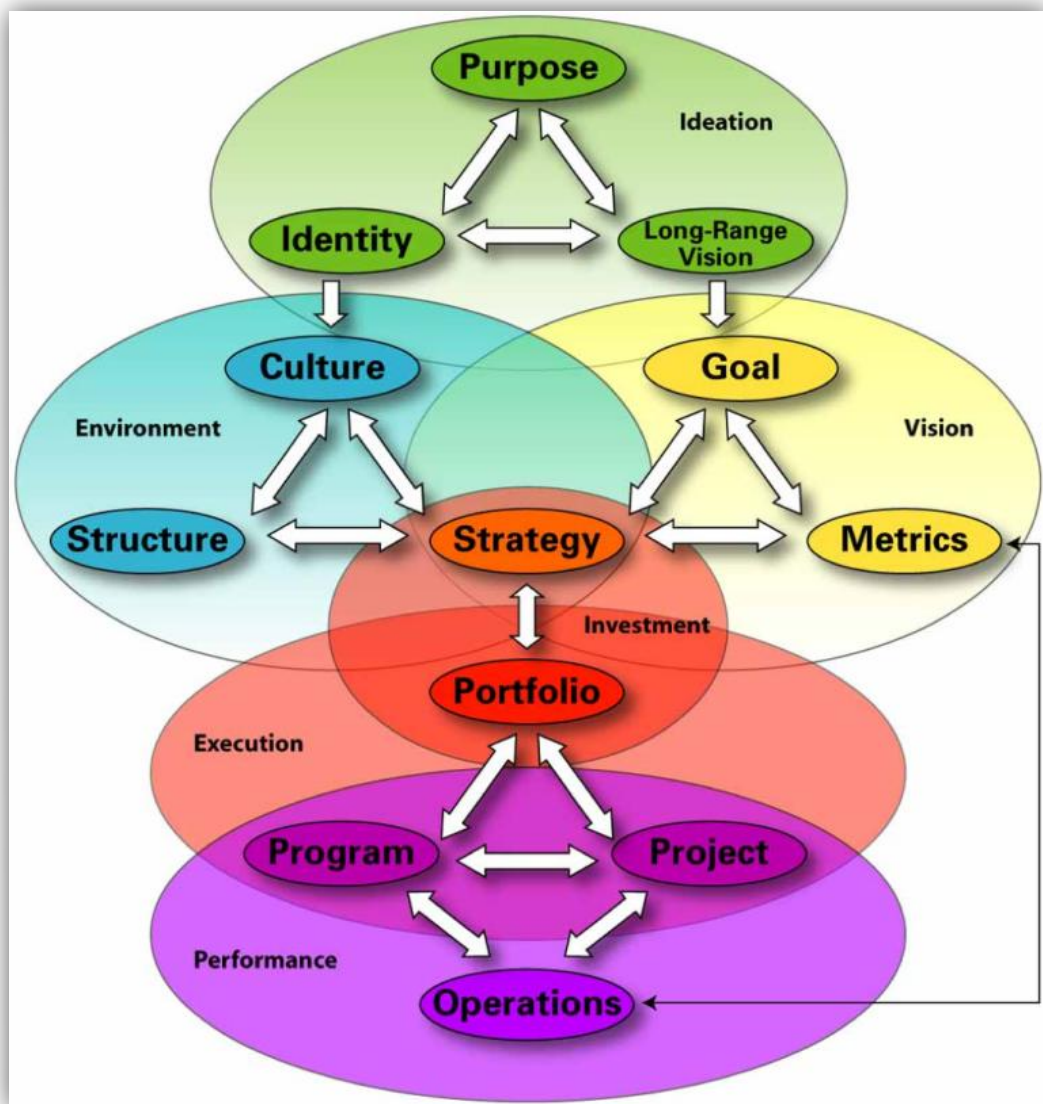 Purpose
Ideation
Identity
Long-Range
Vision
Culture
Goal
Environment
Vision
Structure
Strategy
Metrics
Investment
Portfolio
Execution
Program
Project
Performance
Operations